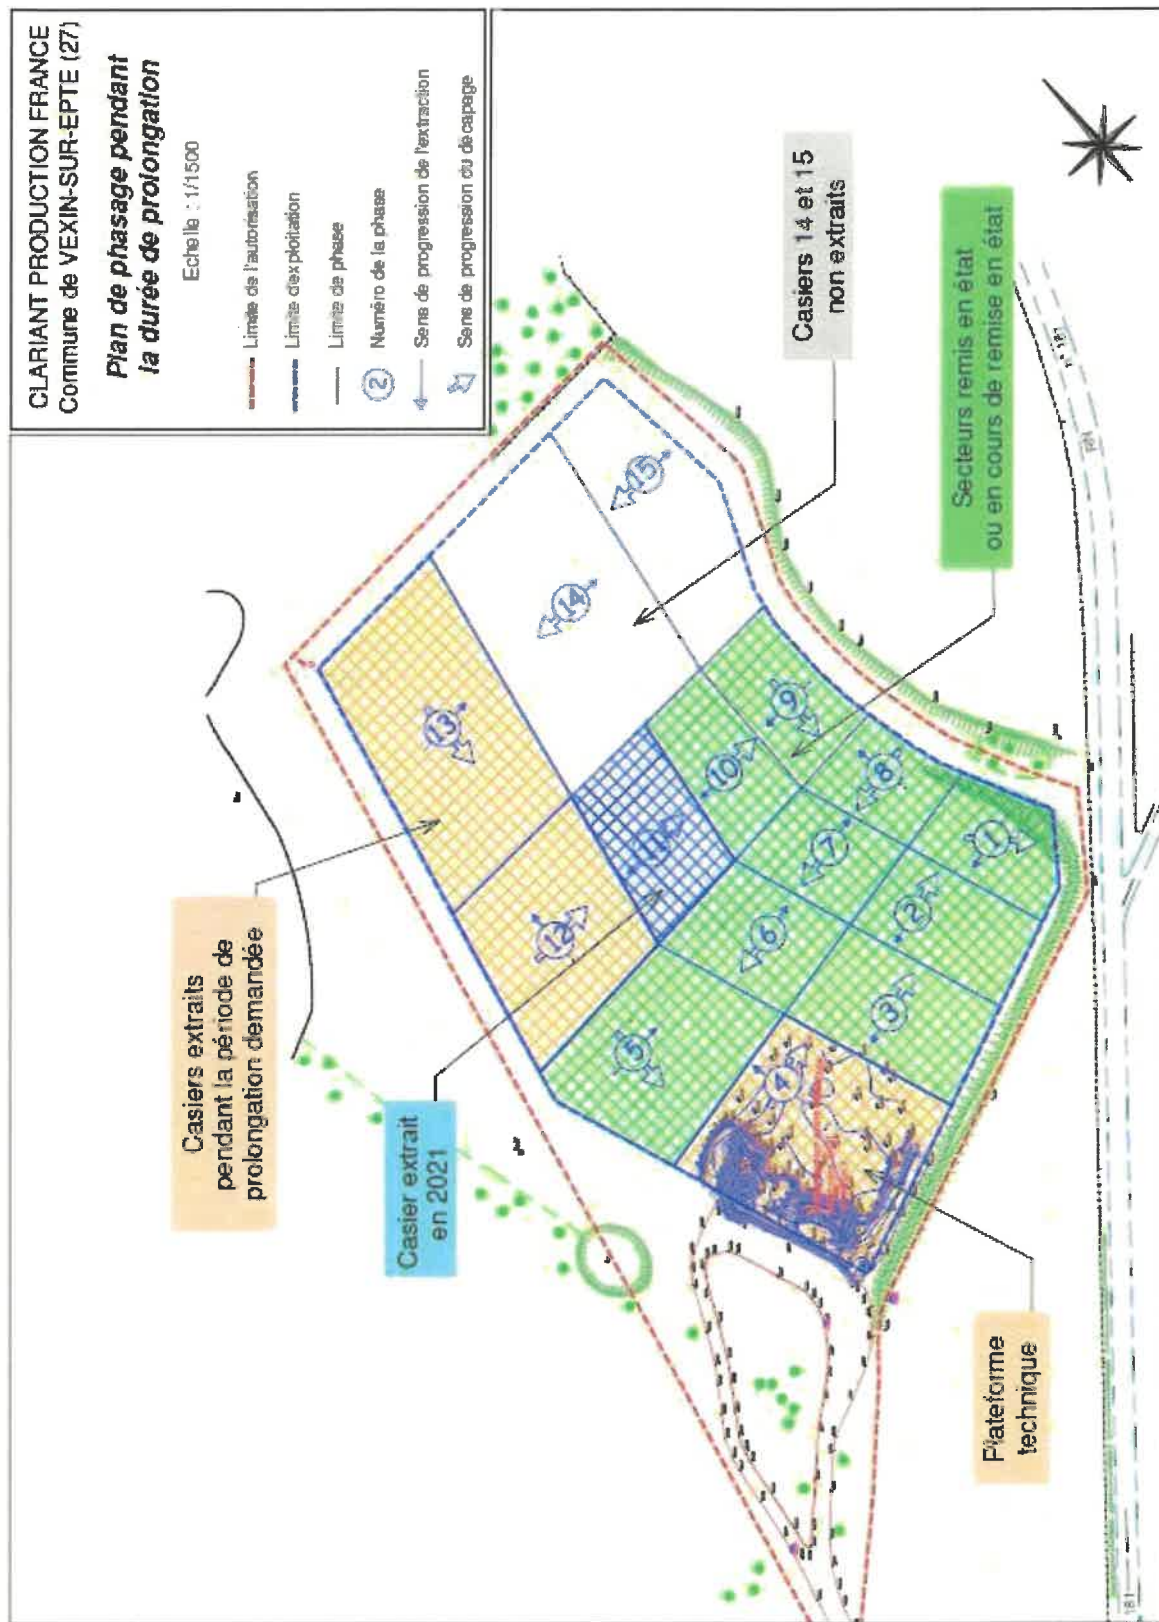 CLARIANT PRODUCTION FRANCE
Commune de VEXIN-SUR-EPTE (27)
Plan de phasage pendant
la durée de prolongation
Echelle : 1/1500
Limite de l'autorisation
Limite d'exploitation
Limite de phase
2
Numéro de la phase
Sens de progression de l'extraction
Sens de progression du décapage
Casiers extraits
pendant la période de
prolongation demandée
Casier extrait
en 2021
Casiers 14 et 15
non extraits
Secteurs remis en état
ou en cours de remise en état
Plateforme
technique
13
14
15
12
10
9
5
6
7
8
4
3
2
1
RN
181